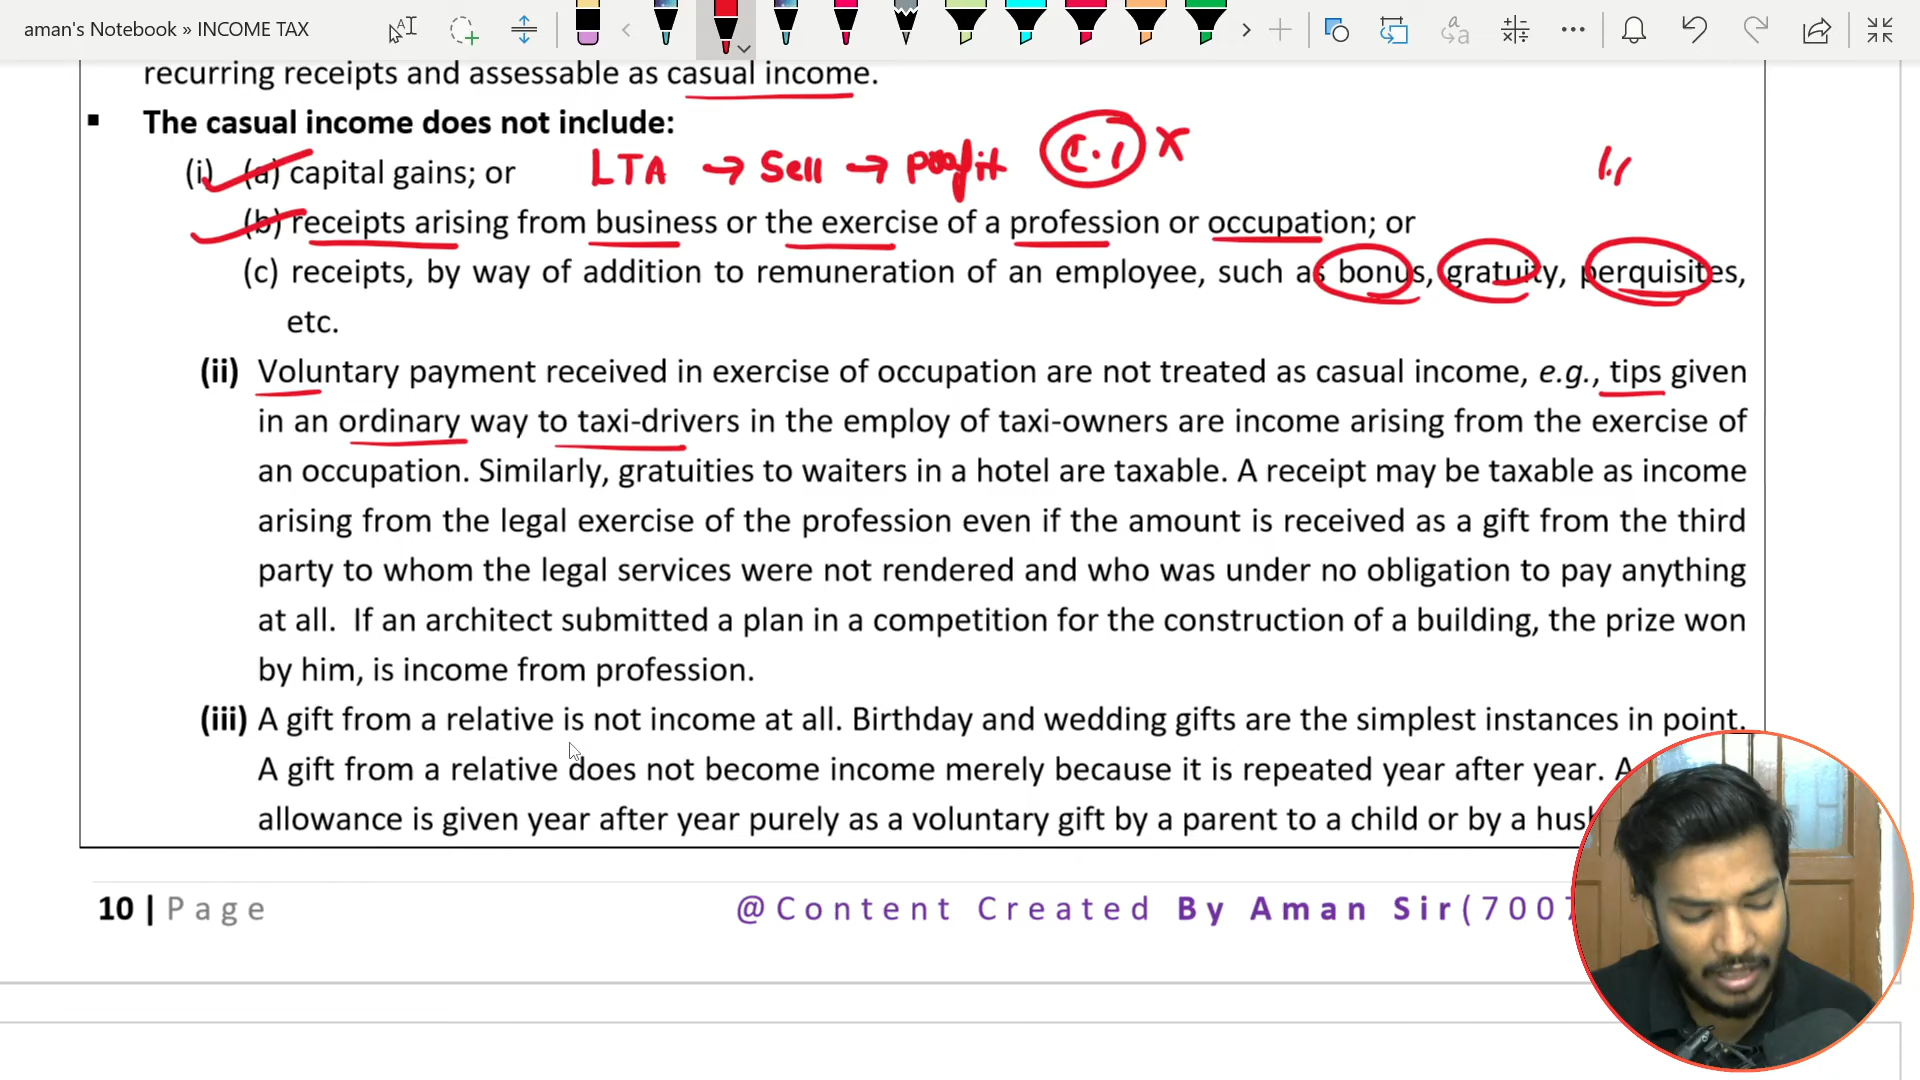 aman's Notebook » INCOME TAX
recurring receipts and assessable as casual income.
▪ The casual income does not include:
(i) (a) capital gains; or LTA → Sell → profit C.I X
(b) receipts arising from business or the exercise of a profession or occupation; or
(c) receipts, by way of addition to remuneration of an employee, such as bonus, gratuity, perquisites,
etc.
(ii) Voluntary payment received in exercise of occupation are not treated as casual income, e.g., tips given
in an ordinary way to taxi-drivers in the employ of taxi-owners are income arising from the exercise of
an occupation. Similarly, gratuities to waiters in a hotel are taxable. A receipt may be taxable as income
arising from the legal exercise of the profession even if the amount is received as a gift from the third
party to whom the legal services were not rendered and who was under no obligation to pay anything
at all. If an architect submitted a plan in a competition for the construction of a building, the prize won
by him, is income from profession.
(iii) A gift from a relative is not income at all. Birthday and wedding gifts are the simplest instances in point.
A gift from a relative does not become income merely because it is repeated year after year.
allowance is given year after year purely as a voluntary gift by a parent to a child or by a
10 | Page @Content Created By Aman Sir(700